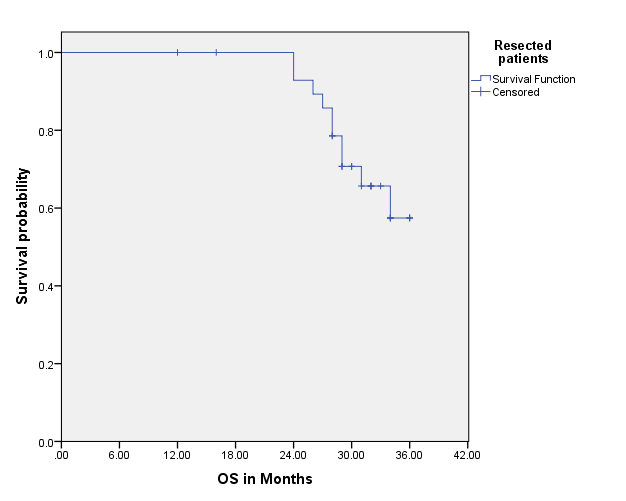 Resected
patients
Survival Function
Censored
Survival probability
1.0
0.8
0.6
0.4
0.2
0.0
.00 6.00 12.00 18.00 24.00 30.00 36.00 42.00
OS in Months